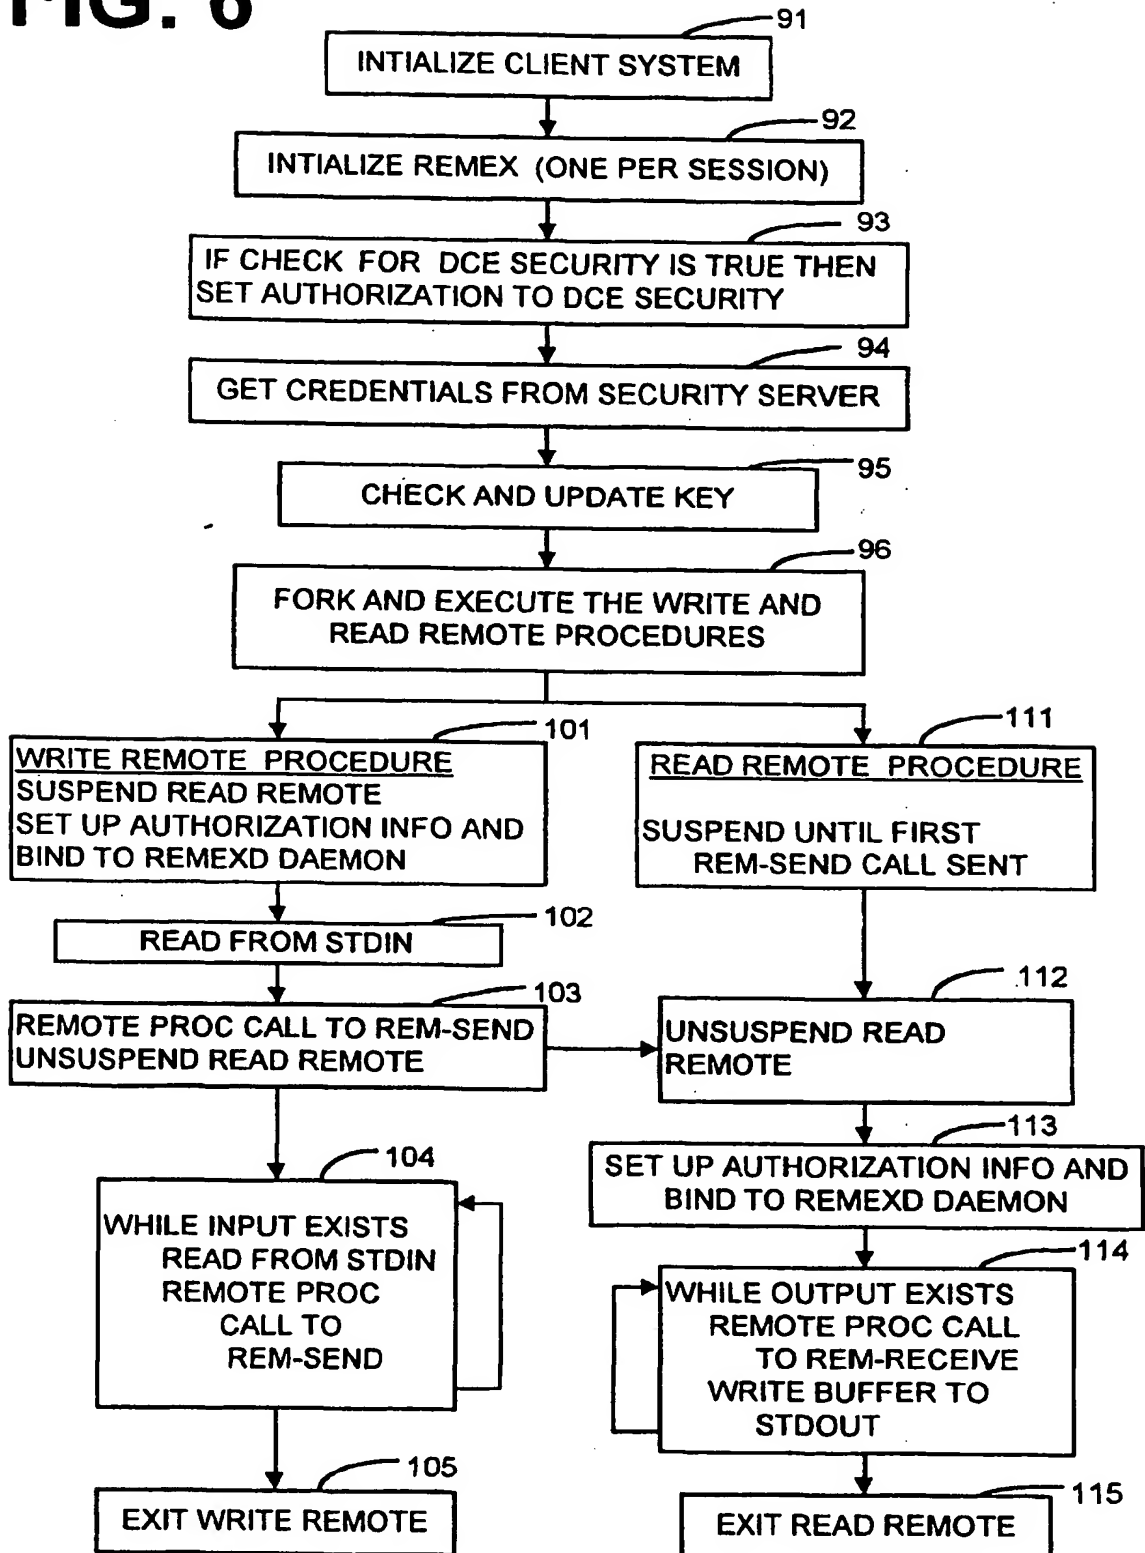 FIG. 6
91
INTIALIZE CLIENT SYSTEM
92
INTIALIZE REMEX (ONE PER SESSION)
93
IF CHECK FOR DCE SECURITY IS TRUE THEN
SET AUTHORIZATION TO DCE SECURITY
94
GET CREDENTIALS FROM SECURITY SERVER
95
CHECK AND UPDATE KEY
96
FORK AND EXECUTE THE WRITE AND
READ REMOTE PROCEDURES
101
WRITE REMOTE PROCEDURE
SUSPEND READ REMOTE
SET UP AUTHORIZATION INFO AND
BIND TO REMEXD DAEMON
111
READ REMOTE PROCEDURE
SUSPEND UNTIL FIRST
REM-SEND CALL SENT
102
READ FROM STDIN
103
REMOTE PROC CALL TO REM-SEND
UNSUSPEND READ REMOTE
112
UNSUSPEND READ
REMOTE
113
SET UP AUTHORIZATION INFO AND
BIND TO REMEXD DAEMON
104
WHILE INPUT EXISTS
READ FROM STDIN
REMOTE PROC
CALL TO
REM-SEND
114
WHILE OUTPUT EXISTS
REMOTE PROC CALL
TO REM-RECEIVE
WRITE BUFFER TO
STDOUT
105
EXIT WRITE REMOTE
115
EXIT READ REMOTE